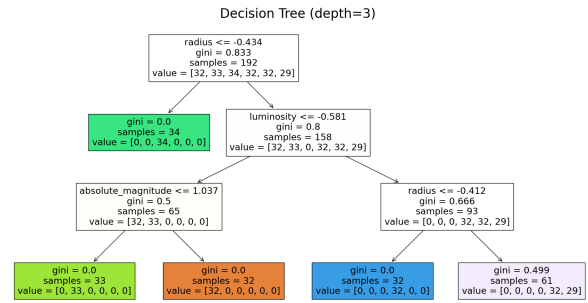 Decision Tree (depth=3)
radius <= -0.434
gini = 0.833
samples = 192
value = [32, 33, 34, 32, 32, 29]
gini = 0.0
samples = 34
value = [0, 0, 34, 0, 0, 0]
luminosity <= -0.581
gini = 0.8
samples = 158
value = [32, 33, 0, 32, 32, 29]
absolute_magnitude <= 1.037
gini = 0.5
samples = 65
value = [32, 33, 0, 0, 0, 0]
radius <= -0.412
gini = 0.666
samples = 93
value = [0, 0, 0, 32, 32, 29]
gini = 0.0
samples = 33
value = [0, 33, 0, 0, 0, 0]
gini = 0.0
samples = 32
value = [32, 0, 0, 0, 0, 0]
gini = 0.0
samples = 32
value = [0, 0, 0, 32, 0, 0]
gini = 0.499
samples = 61
value = [0, 0, 0, 0, 32, 29]